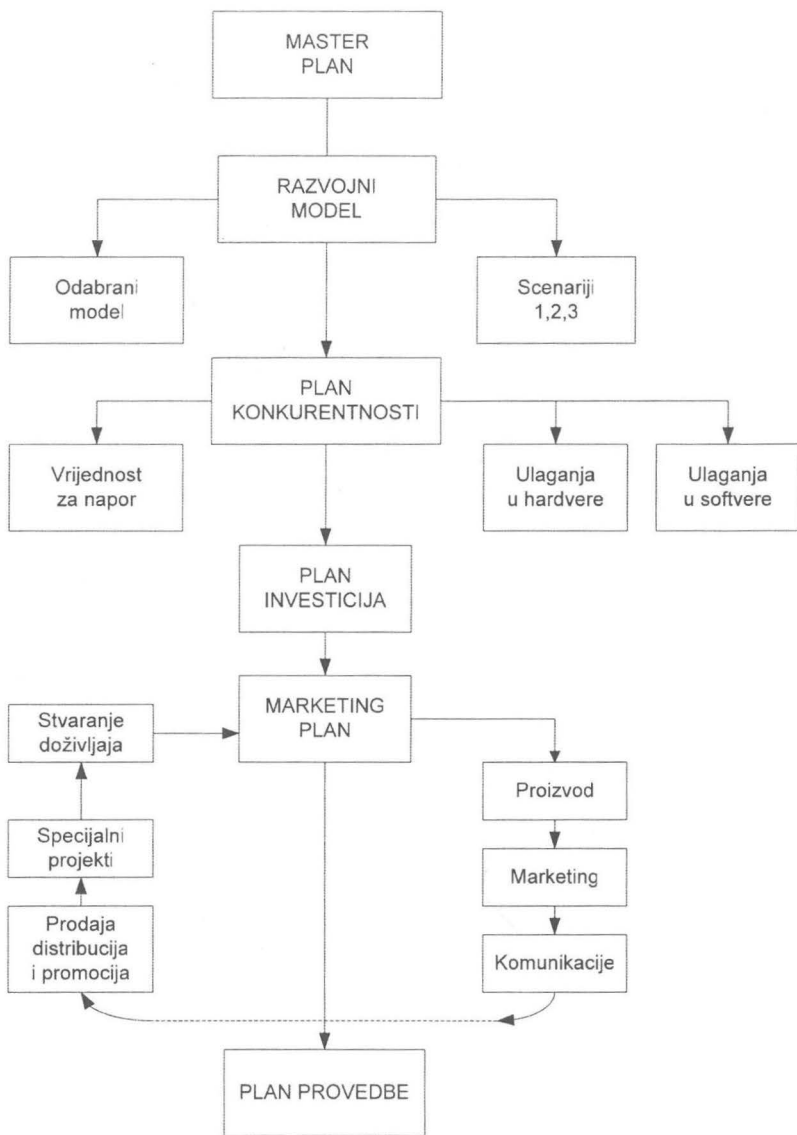 MASTER
PLAN
RAZVOJNI
MODEL
Odabrani
model
Scenariji
1,2,3
PLAN
KONKURENTNOSTI
Vrijednost
za napor
Ulaganja
u hardvere
Ulaganja
u softvere
PLAN
INVESTICIJA
MARKETING
PLAN
Stvaranje
doživljaja
Proizvod
Specijalni
projekti
Marketing
Prodaja
distribucija
i promocija
Komunikacije
PLAN PROVEDBE